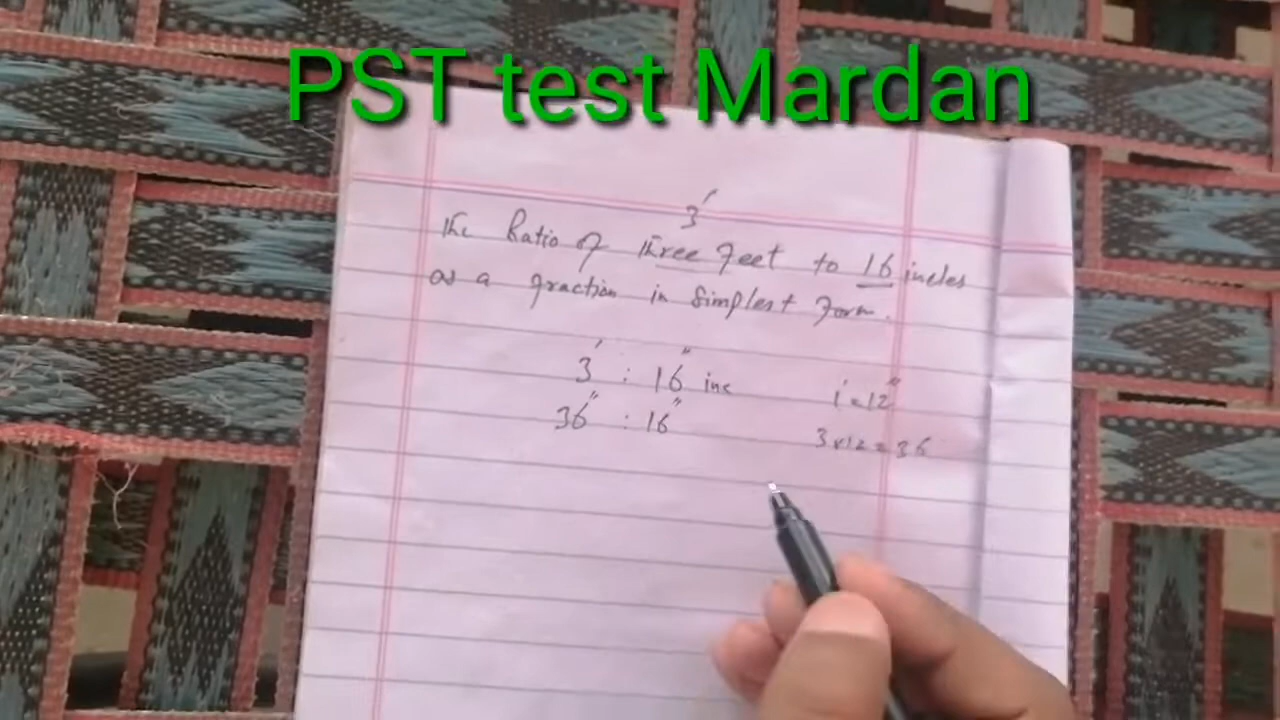 PST test Mardan
3'
The Ratio of three feet to 16 inches
as a fraction in simplest form.
3' : 16" inc
1' = 12"
36" : 16"
3x12 = 36